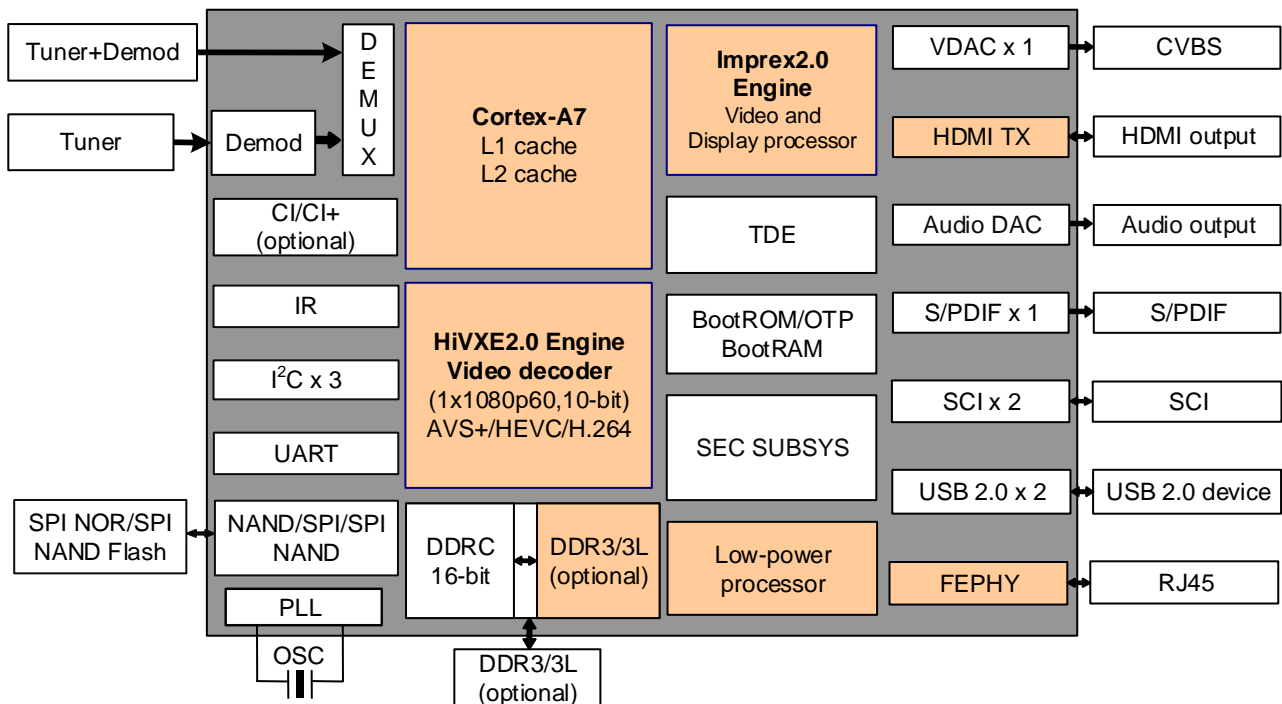 Tuner+Demod
Tuner
SPI NOR/SPI
NAND Flash
D
E
M
U
X
Demod
CI/CI+
(optional)
IR
I²C x 3
UART
NAND/SPI/SPI
NAND
PLL
OSC
Cortex-A7
L1 cache
L2 cache
HiVXE2.0 Engine
Video decoder
(1x1080p60,10-bit)
AVS+/HEVC/H.264
DDRC
16-bit
DDR3/3L
(optional)
DDR3/3L
(optional)
Imprex2.0
Engine
Video and
Display processor
TDE
BootROM/OTP
BootRAM
SEC SUBSYS
Low-power
processor
VDAC x 1
HDMI TX
Audio DAC
S/PDIF x 1
SCI x 2
USB 2.0 x 2
FEPHY
CVBS
HDMI output
Audio output
S/PDIF
SCI
USB 2.0 device
RJ45